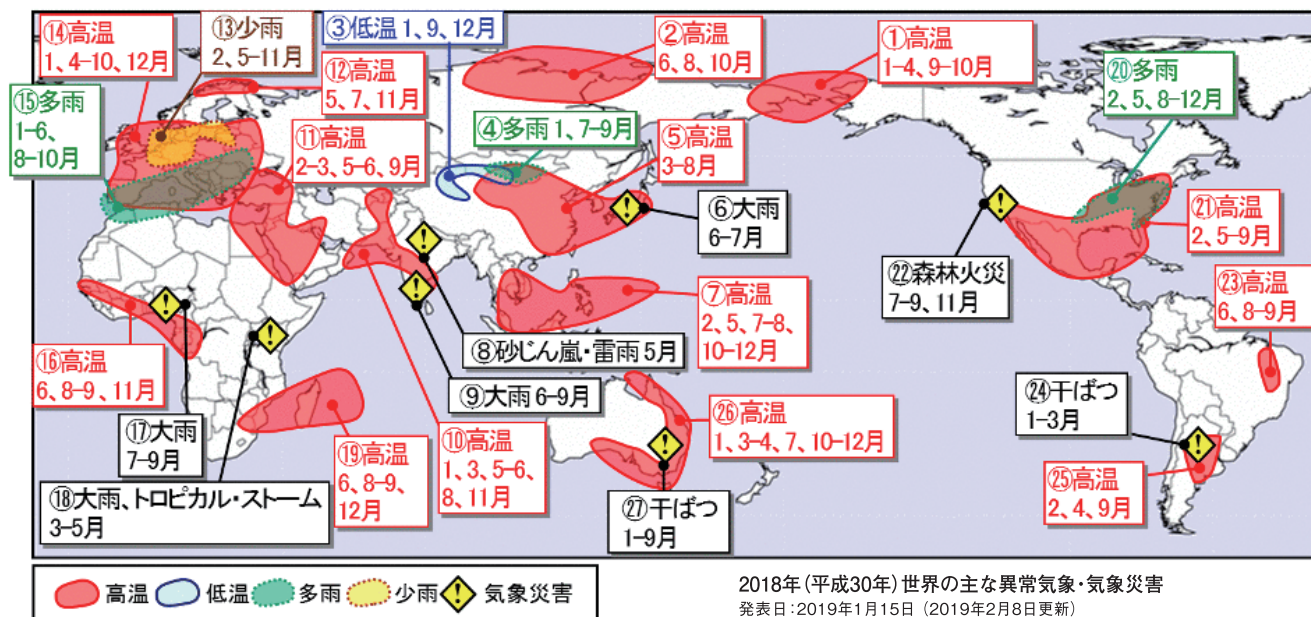 ⑭高温
1、4-10、12月
⑬少雨
2、5-11月
③低温 1、9、12月
②高温
6、8、10月
①高温
1-4、9-10月
⑫高温
5、7、11月
⑳多雨
2、5、8-12月
⑮多雨
1-6、
8-10月
⑪高温
2-3、5-6、9月
④多雨 1、7-9月
⑤高温
3-8月
⑥大雨
6-7月
㉑高温
2、5-9月
㉒森林火災
7-9、11月
㉓高温
6、8-9月
⑦高温
2、5、7-8、
10-12月
⑧砂じん嵐・雷雨 5月
⑨大雨 6-9月
⑯高温
6、8-9、11月
㉔干ばつ
1-3月
⑰大雨
7-9月
⑲高温
6、8-9、
12月
⑩高温
1、3、5-6、
8、11月
㉖高温
1、3-4、7、10-12月
⑱大雨、トロピカル・ストーム
3-5月
㉗干ばつ
1-9月
㉕高温
2、4、9月
高温 低温 多雨 少雨 気象災害
2018年(平成30年)世界の主な異常気象・気象災害
発表日:2019年1月15日 (2019年2月8日更新)